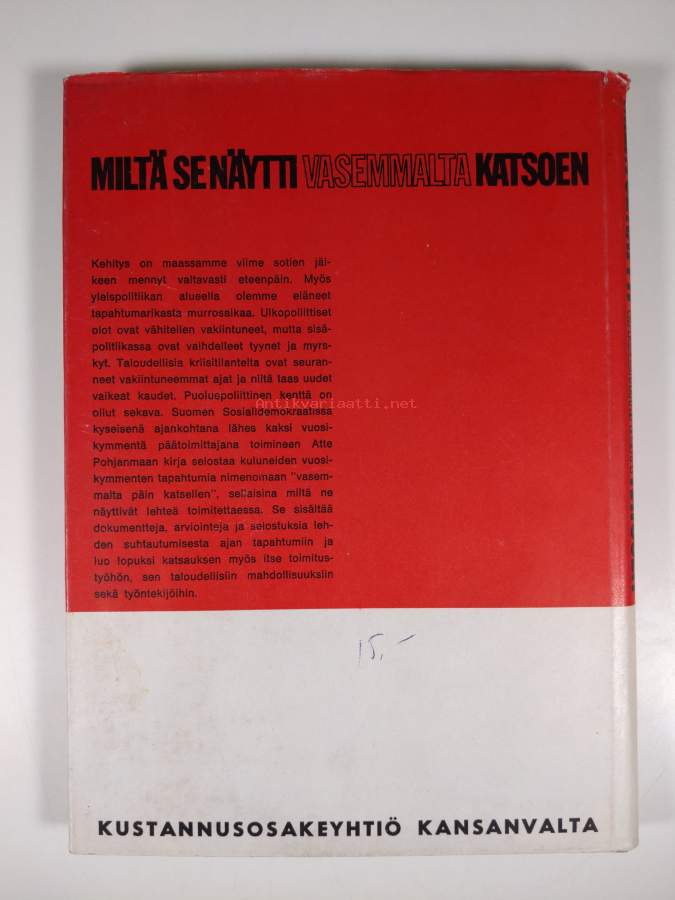 MILTÄ SE NÄYTTI VASEMMALTA KATSOEN
Kehitys on maassamme viime sotien jäl-
keen mennyt valtavasti eteenpäin. Myös
yleispolitiikan alueella olemme eläneet
tapahtumarikasta murrosaikaa. Ulkopoliittiset
olot ovat vähitellen vakiintuneet, mutta sisä-
politiikassa ovat vaihdelleet tyynet ja myrs-
kyt. Taloudellisia kriisitilanteita ovat seuran-
neet vakiintuneemmat ajat ja niitä taas uudet
vaikeat kaudet. Puoluepoliittinen kenttä on
ollut sekava. Suomen Sosialidemokraatissa
kyseisenä ajankohtana lähes kaksi vuosi-
kymmentä päätoimittajana toimineen Atte
Pohjanmaan kirja selostaa kuluneiden vuosi-
kymmenten tapahtumia nimenomaan "vasem-
malta päin katsellen", sellaisina miltä ne
näyttivät lehteä toimitettaessa. Se sisältää
dokumentteja, arviointeja ja selostuksia leh-
den suhtautumisesta ajan tapahtumiin ja
luo lopuksi katsauksen myös itse toimitus-
työhön, sen taloudellisiin mahdollisuuksiin
sekä työntekijöihin.
Antikvariaatti.net
15,-
KUSTANNUSOSAKEYHTIÖ KANSANVALTA